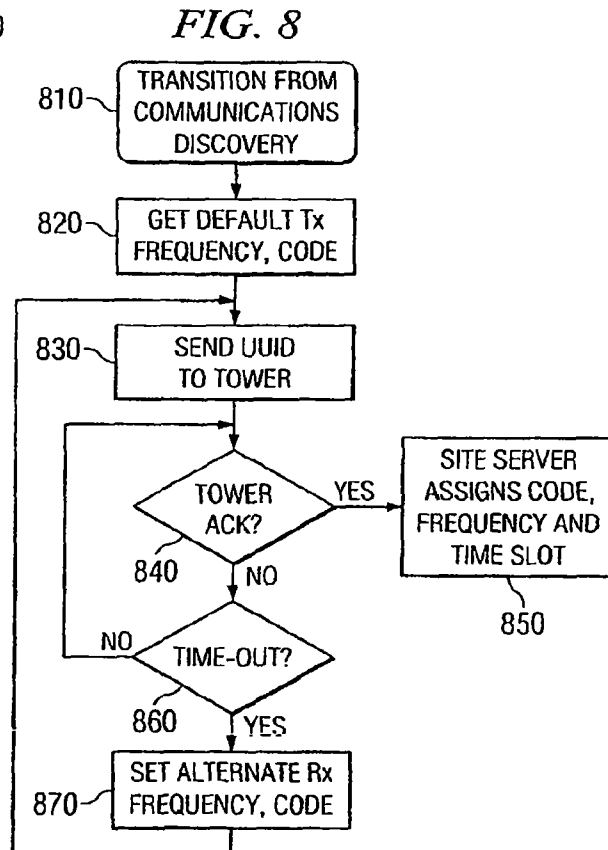 FIG. 8
810
TRANSITION FROM
COMMUNICATIONS
DISCOVERY
820
GET DEFAULT Tx
FREQUENCY, CODE
830
SEND UUID
TO TOWER
TOWER
ACK?
840
YES
NO
SITE SERVER
ASSIGNS CODE,
FREQUENCY AND
TIME SLOT
850
TIME-OUT?
860
NO
YES
870
SET ALTERNATE Rx
FREQUENCY, CODE